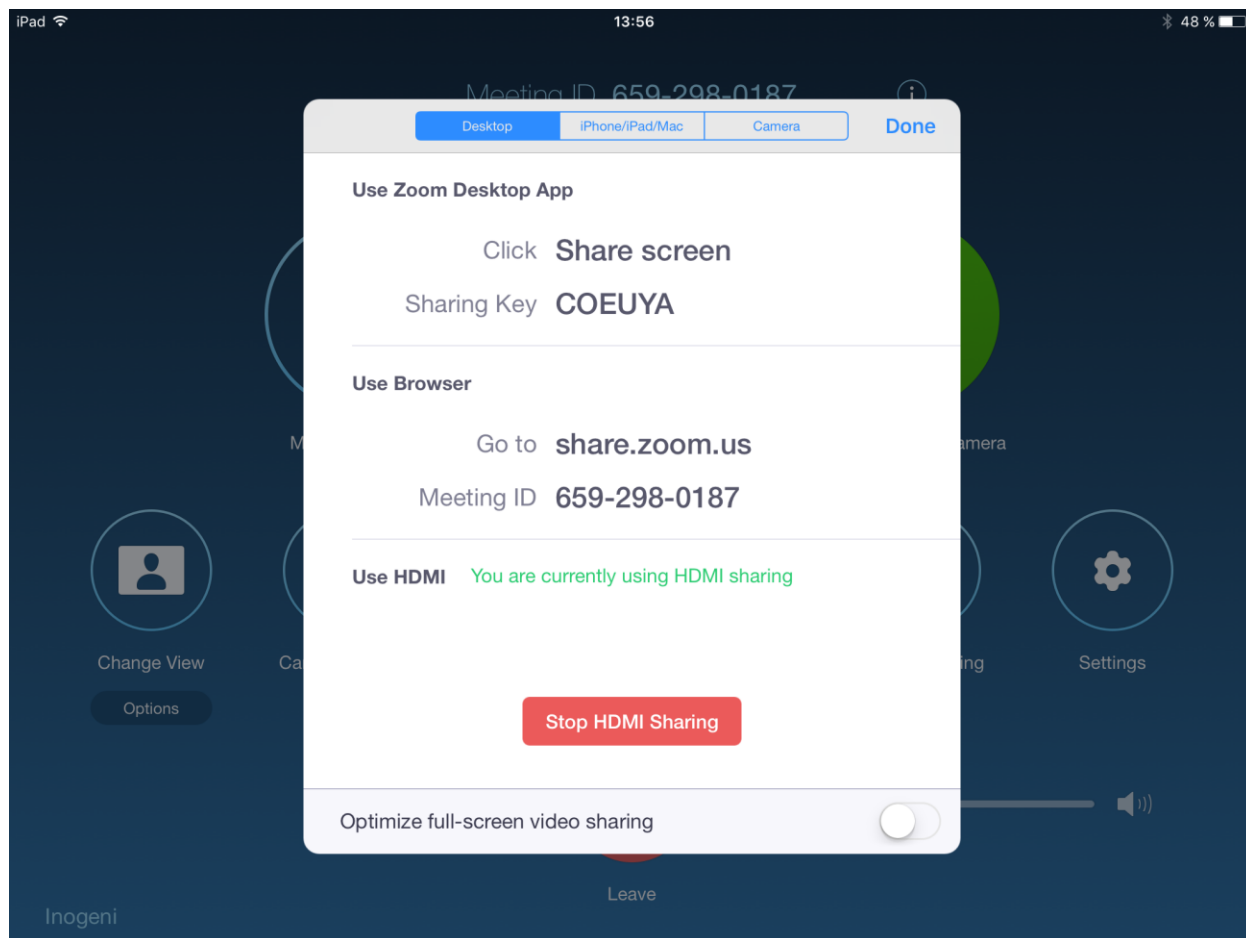 iPad 13:56 48 %
Meeting ID 659-298-0187
Desktop iPhone/iPad/Mac Camera Done
Use Zoom Desktop App
Click Share screen
Sharing Key COEUYA
Use Browser
Go to share.zoom.us
M amera
Meeting ID 659-298-0187
Use HDMI You are currently using HDMI sharing
Change View Ca ing Settings
Options
Stop HDMI Sharing
Optimize full-screen video sharing
Leave
Inogeni